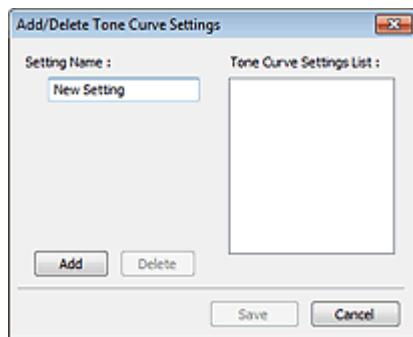 Add/Delete Tone Curve Settings
Setting Name :
Tone Curve Settings List :
New Setting
Add
Delete
Save
Cancel